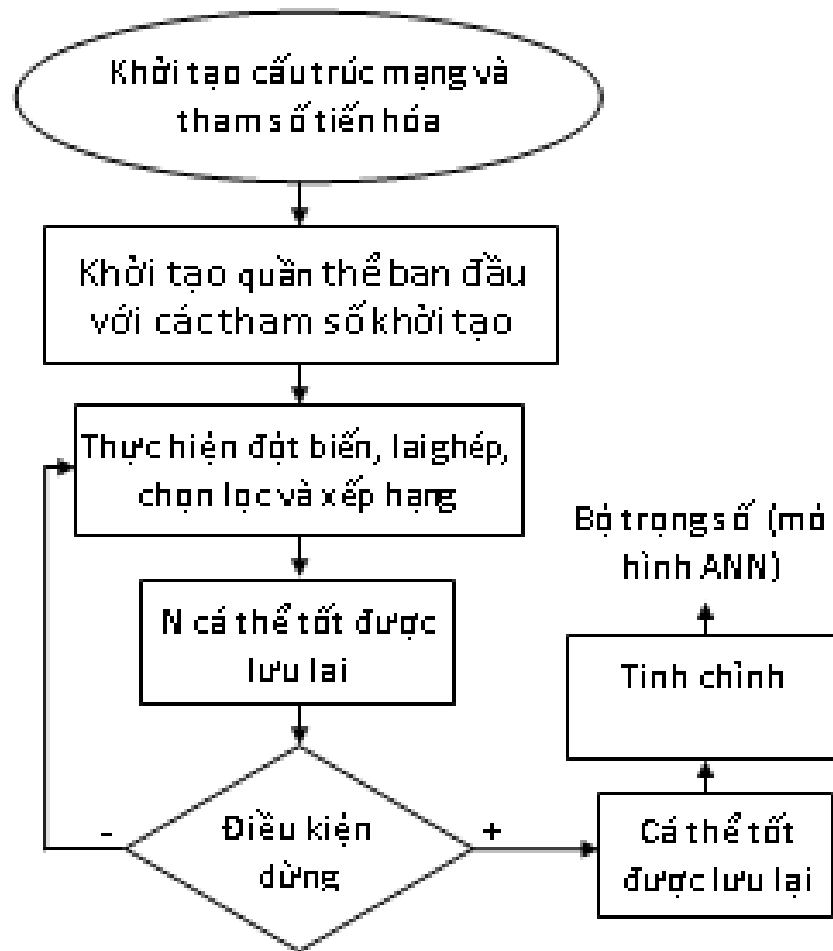 Khởi tạo cấu trúc mạng và
tham số tiến hóa
Khởi tạo quần thể ban đầu
với các tham số khởi tạo
Thực hiện đột biến, lai ghép,
chọn lọc và xếp hạng
N cá thể tốt được
lưu lại
Điều kiện
dừng
-
+
Cá thể tốt
được lưu lại
Tinh chỉnh
Bộ trọng số (mô
hình ANN)